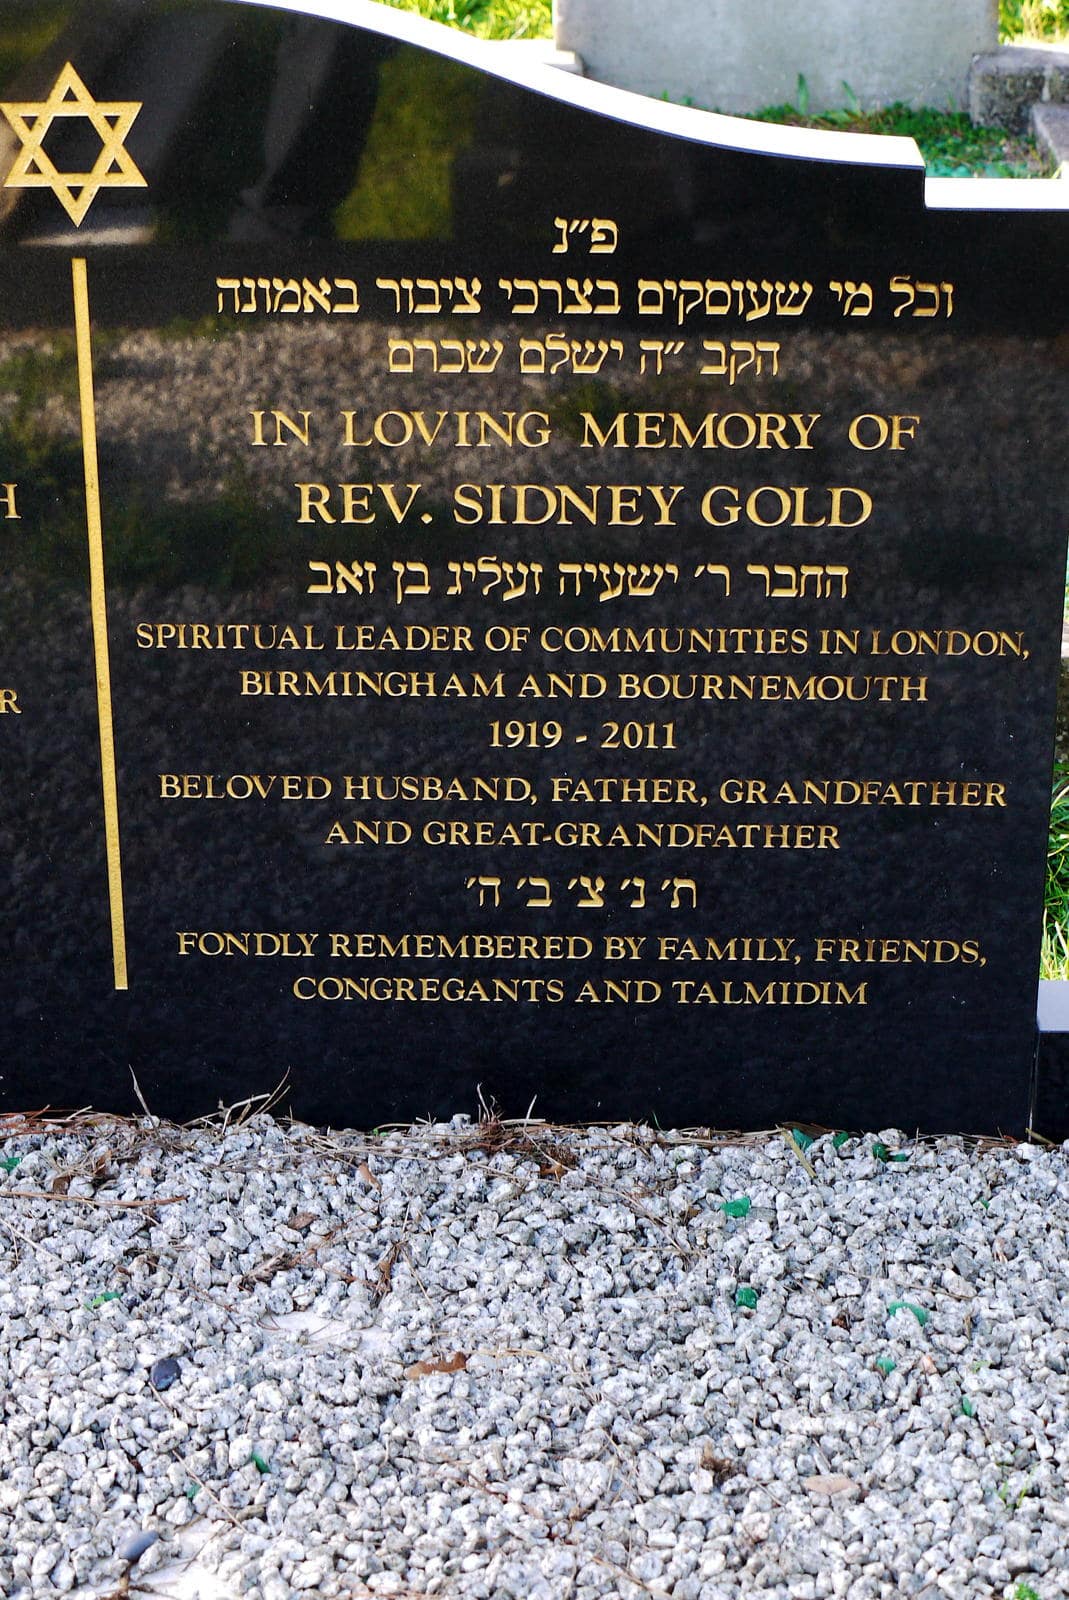 פ״נ
וכל מי שעוסקים בצרכי ציבור באמונה
הקב ״ה ישלם שכרם
IN LOVING MEMORY OF
REV. SIDNEY GOLD
החבר ר׳ ישעיה זעליג בן זאב
SPIRITUAL LEADER OF COMMUNITIES IN LONDON,
BIRMINGHAM AND BOURNEMOUTH
1919 - 2011
BELOVED HUSBAND, FATHER, GRANDFATHER
AND GREAT-GRANDFATHER
ת׳ נ׳ צ׳ ב׳ ה׳
FONDLY REMEMBERED BY FAMILY, FRIENDS,
CONGREGANTS AND TALMIDIM